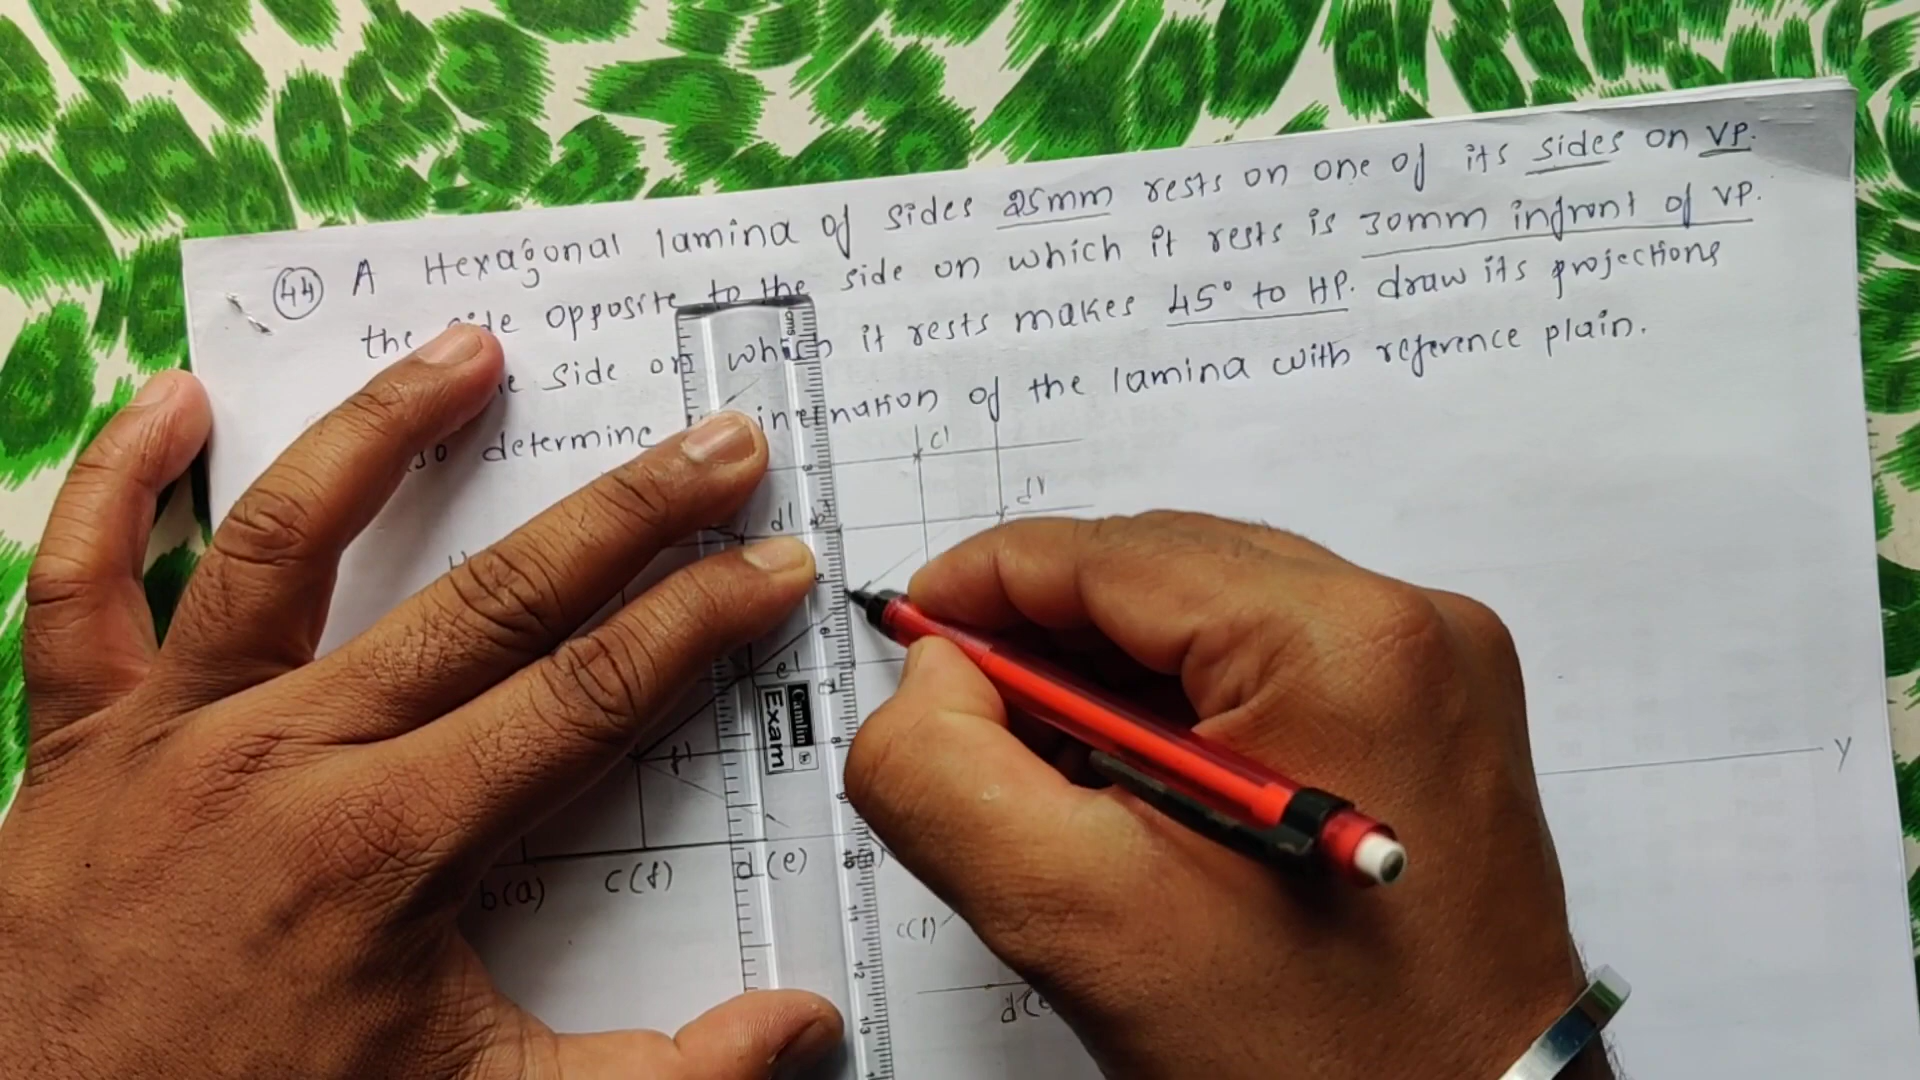 44 A Hexagonal lamina of sides 25mm rests on one of its sides on VP.
the side opposite to the side on which it rests is 30mm infront of VP.
side on which it rests makes 45° to HP. draw its projections
determine of the lamina with reference plain.
c'
d' d'
e'
cms
Camlin
Exam
Y
b(a) c(f) d(e)
c(f)